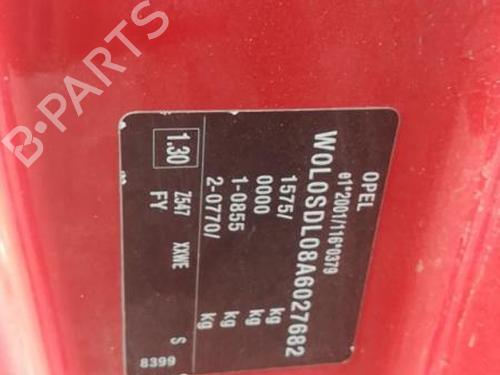 OPEL
e1*2001/116*0379
W0L0SDL08A6027682
1575/ kg
0000 kg
1-0855 kg
2-0770/ kg
1.30 Z547 XXWE S
FY 8399
B-PARTS